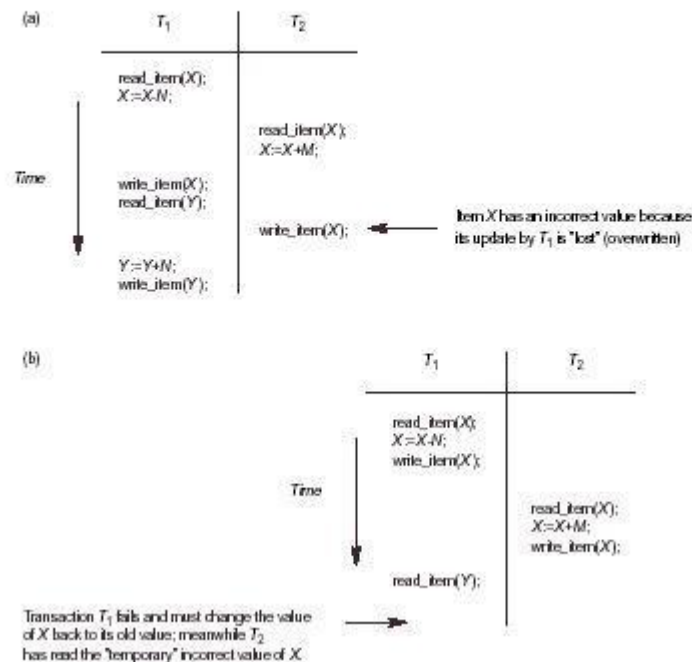 (a)
T1 T2
read_item(X);
X:=X-N;
read_item(X);
X:=X+M;
Time
write_item(X);
read_item(Y);
write_item(X);
Item X has an incorrect value because
its update by T1 is "lost" (overwritten)
Y:=Y+N;
write_item(Y);
(b)
T1 T2
read_item(X);
X:=X-N;
write_item(X);
Time
read_item(X);
X:=X+M;
write_item(X);
read_item(Y);
Transaction T1 fails and must change the value
of X back to its old value; meanwhile T2
has read the "temporary" incorrect value of X.